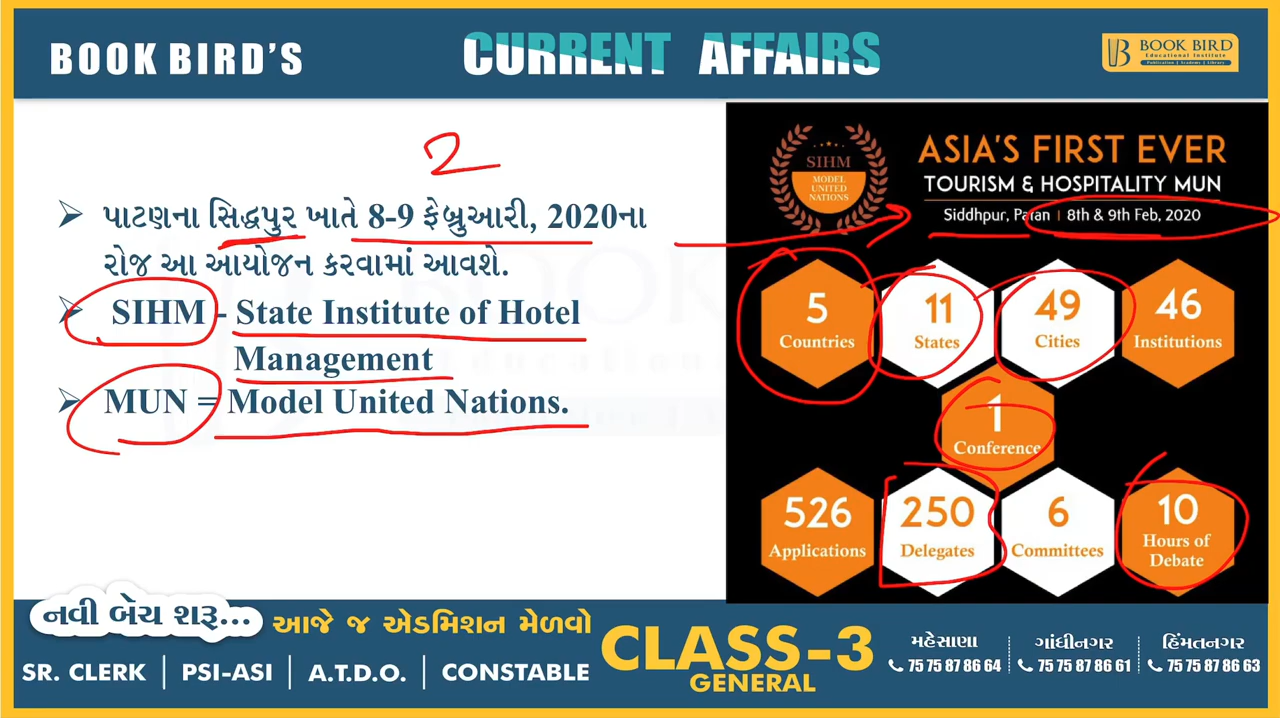 BOOK BIRD'S
CURRENT AFFAIRS
BOOK BIRD
Educational Institute
Publication | Academy | Library
2
પાટણના સિદ્ધપુર ખાતે 8-9 ફેબ્રુઆરી, 2020ના
રોજ આ આયોજન કરવામાં આવશે.
SIHM - State Institute of Hotel
Management
MUN = Model United Nations.
SIHM
MODEL
UNITED
NATIONS
ASIA'S FIRST EVER
TOURISM & HOSPITALITY MUN
Siddhpur, Patan | 8th & 9th Feb, 2020
5
Countries
11
States
49
Cities
46
Institutions
1
Conference
526
Applications
250
Delegates
6
Committees
10
Hours of
Debate
નવી બેચ શરૂ...
આજે જ એડમિશન મેળવો
SR. CLERK | PSI-ASI | A.T.D.O. | CONSTABLE
CLASS-3
GENERAL
મહેસાણા
75 75 87 86 64
ગાંધીનગર
75 75 87 86 61
હિંમતનગર
75 75 87 86 63